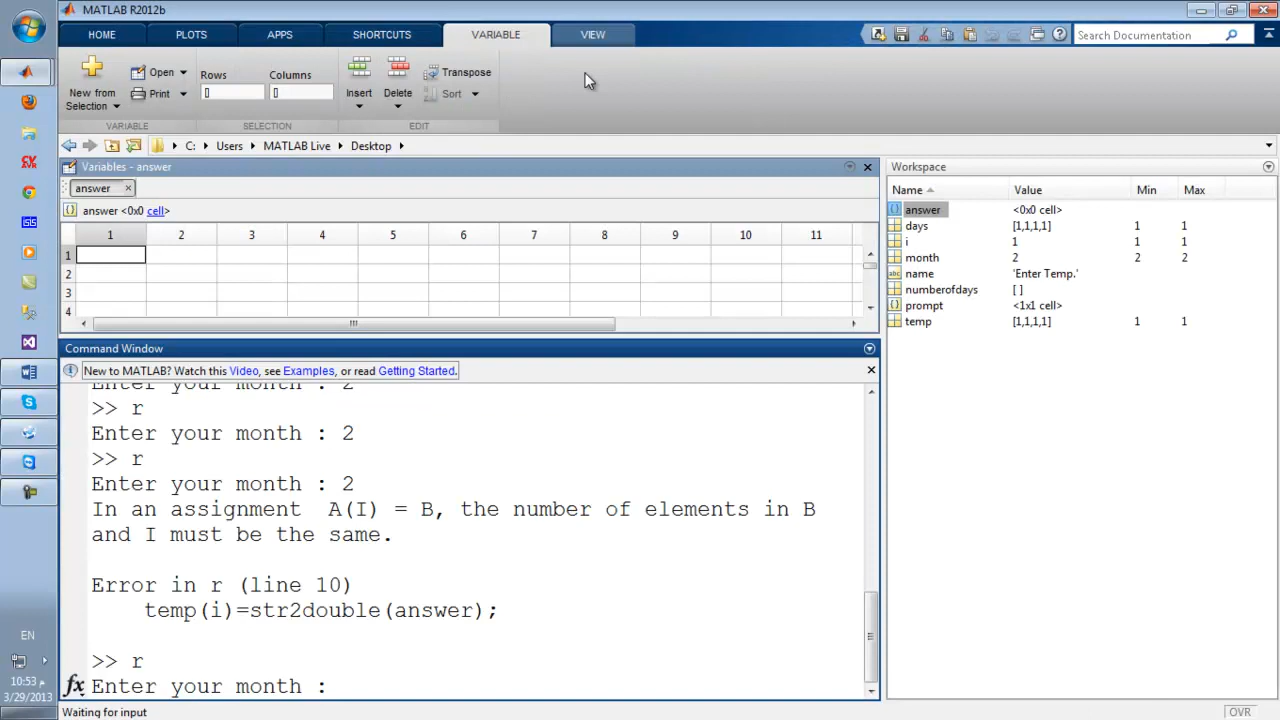 MATLAB R2012b
HOME PLOTS APPS SHORTCUTS VARIABLE VIEW
Search Documentation
New from Selection
Open
Print
Rows Columns
[] []
Insert Delete
Transpose
Sort
VARIABLE SELECTION EDIT
C: Users MATLAB Live Desktop
Variables - answer
answer
answer <0x0 cell>
1 2 3 4 5 6 7 8 9 10 11
1
2
3
4
Workspace
Name Value Min Max
answer <0x0 cell>
days [1,1,1,1] 1 1
i 1 1 1
month 2 2 2
name 'Enter Temp.'
numberofdays [ ]
prompt <1x1 cell>
temp [1,1,1,1] 1 1
Command Window
New to MATLAB? Watch this Video, see Examples, or read Getting Started.
Enter your month : 2
>> r
Enter your month : 2
>> r
Enter your month : 2
In an assignment  A(I) = B, the number of elements in B
and I must be the same.
Error in r (line 10)
temp(i)=str2double(answer);
>> r
fx Enter your month :
Waiting for input
OVR
EN
10:53 م
3/29/2013